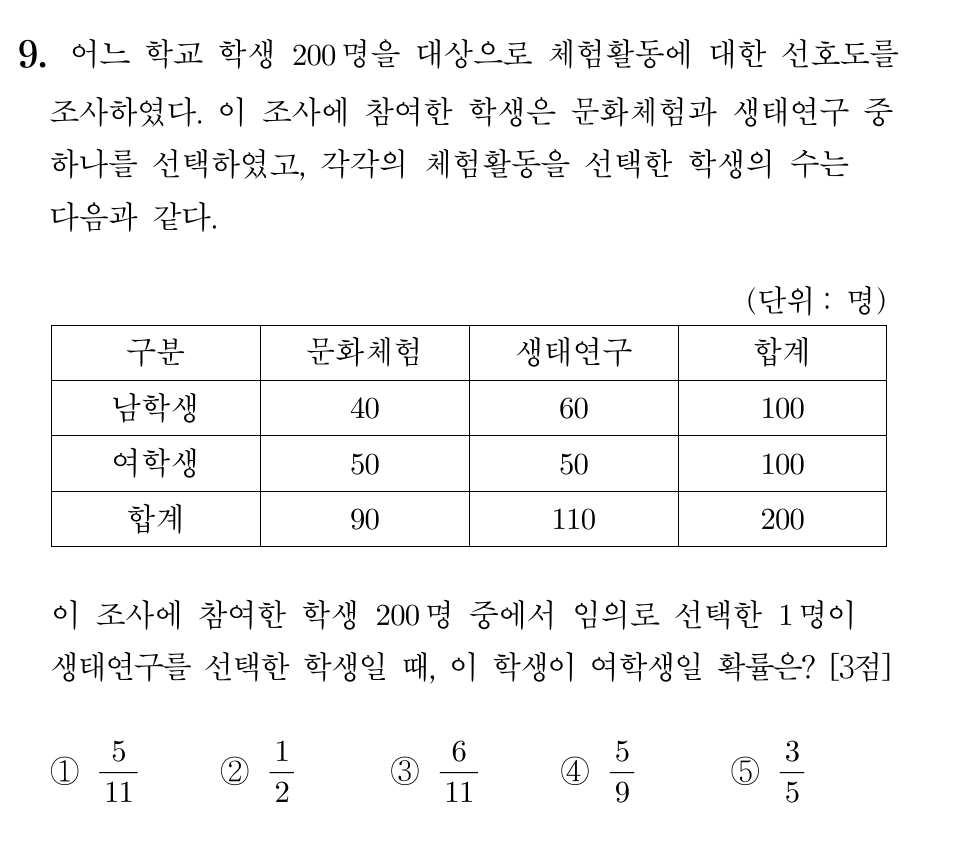 9. 어느 학교 학생 200명을 대상으로 체험활동에 대한 선호도를
조사하였다. 이 조사에 참여한 학생은 문화체험과 생태연구 중
하나를 선택하였고, 각각의 체험활동을 선택한 학생의 수는
다음과 같다.
(단위 : 명)
구분 문화체험 생태연구 합계
남학생 40 60 100
여학생 50 50 100
합계 90 110 200
이 조사에 참여한 학생 200명 중에서 임의로 선택한 1명이
생태연구를 선택한 학생일 때, 이 학생이 여학생일 확률은? [3점]
① 5/11 ② 1/2 ③ 6/11 ④ 5/9 ⑤ 3/5